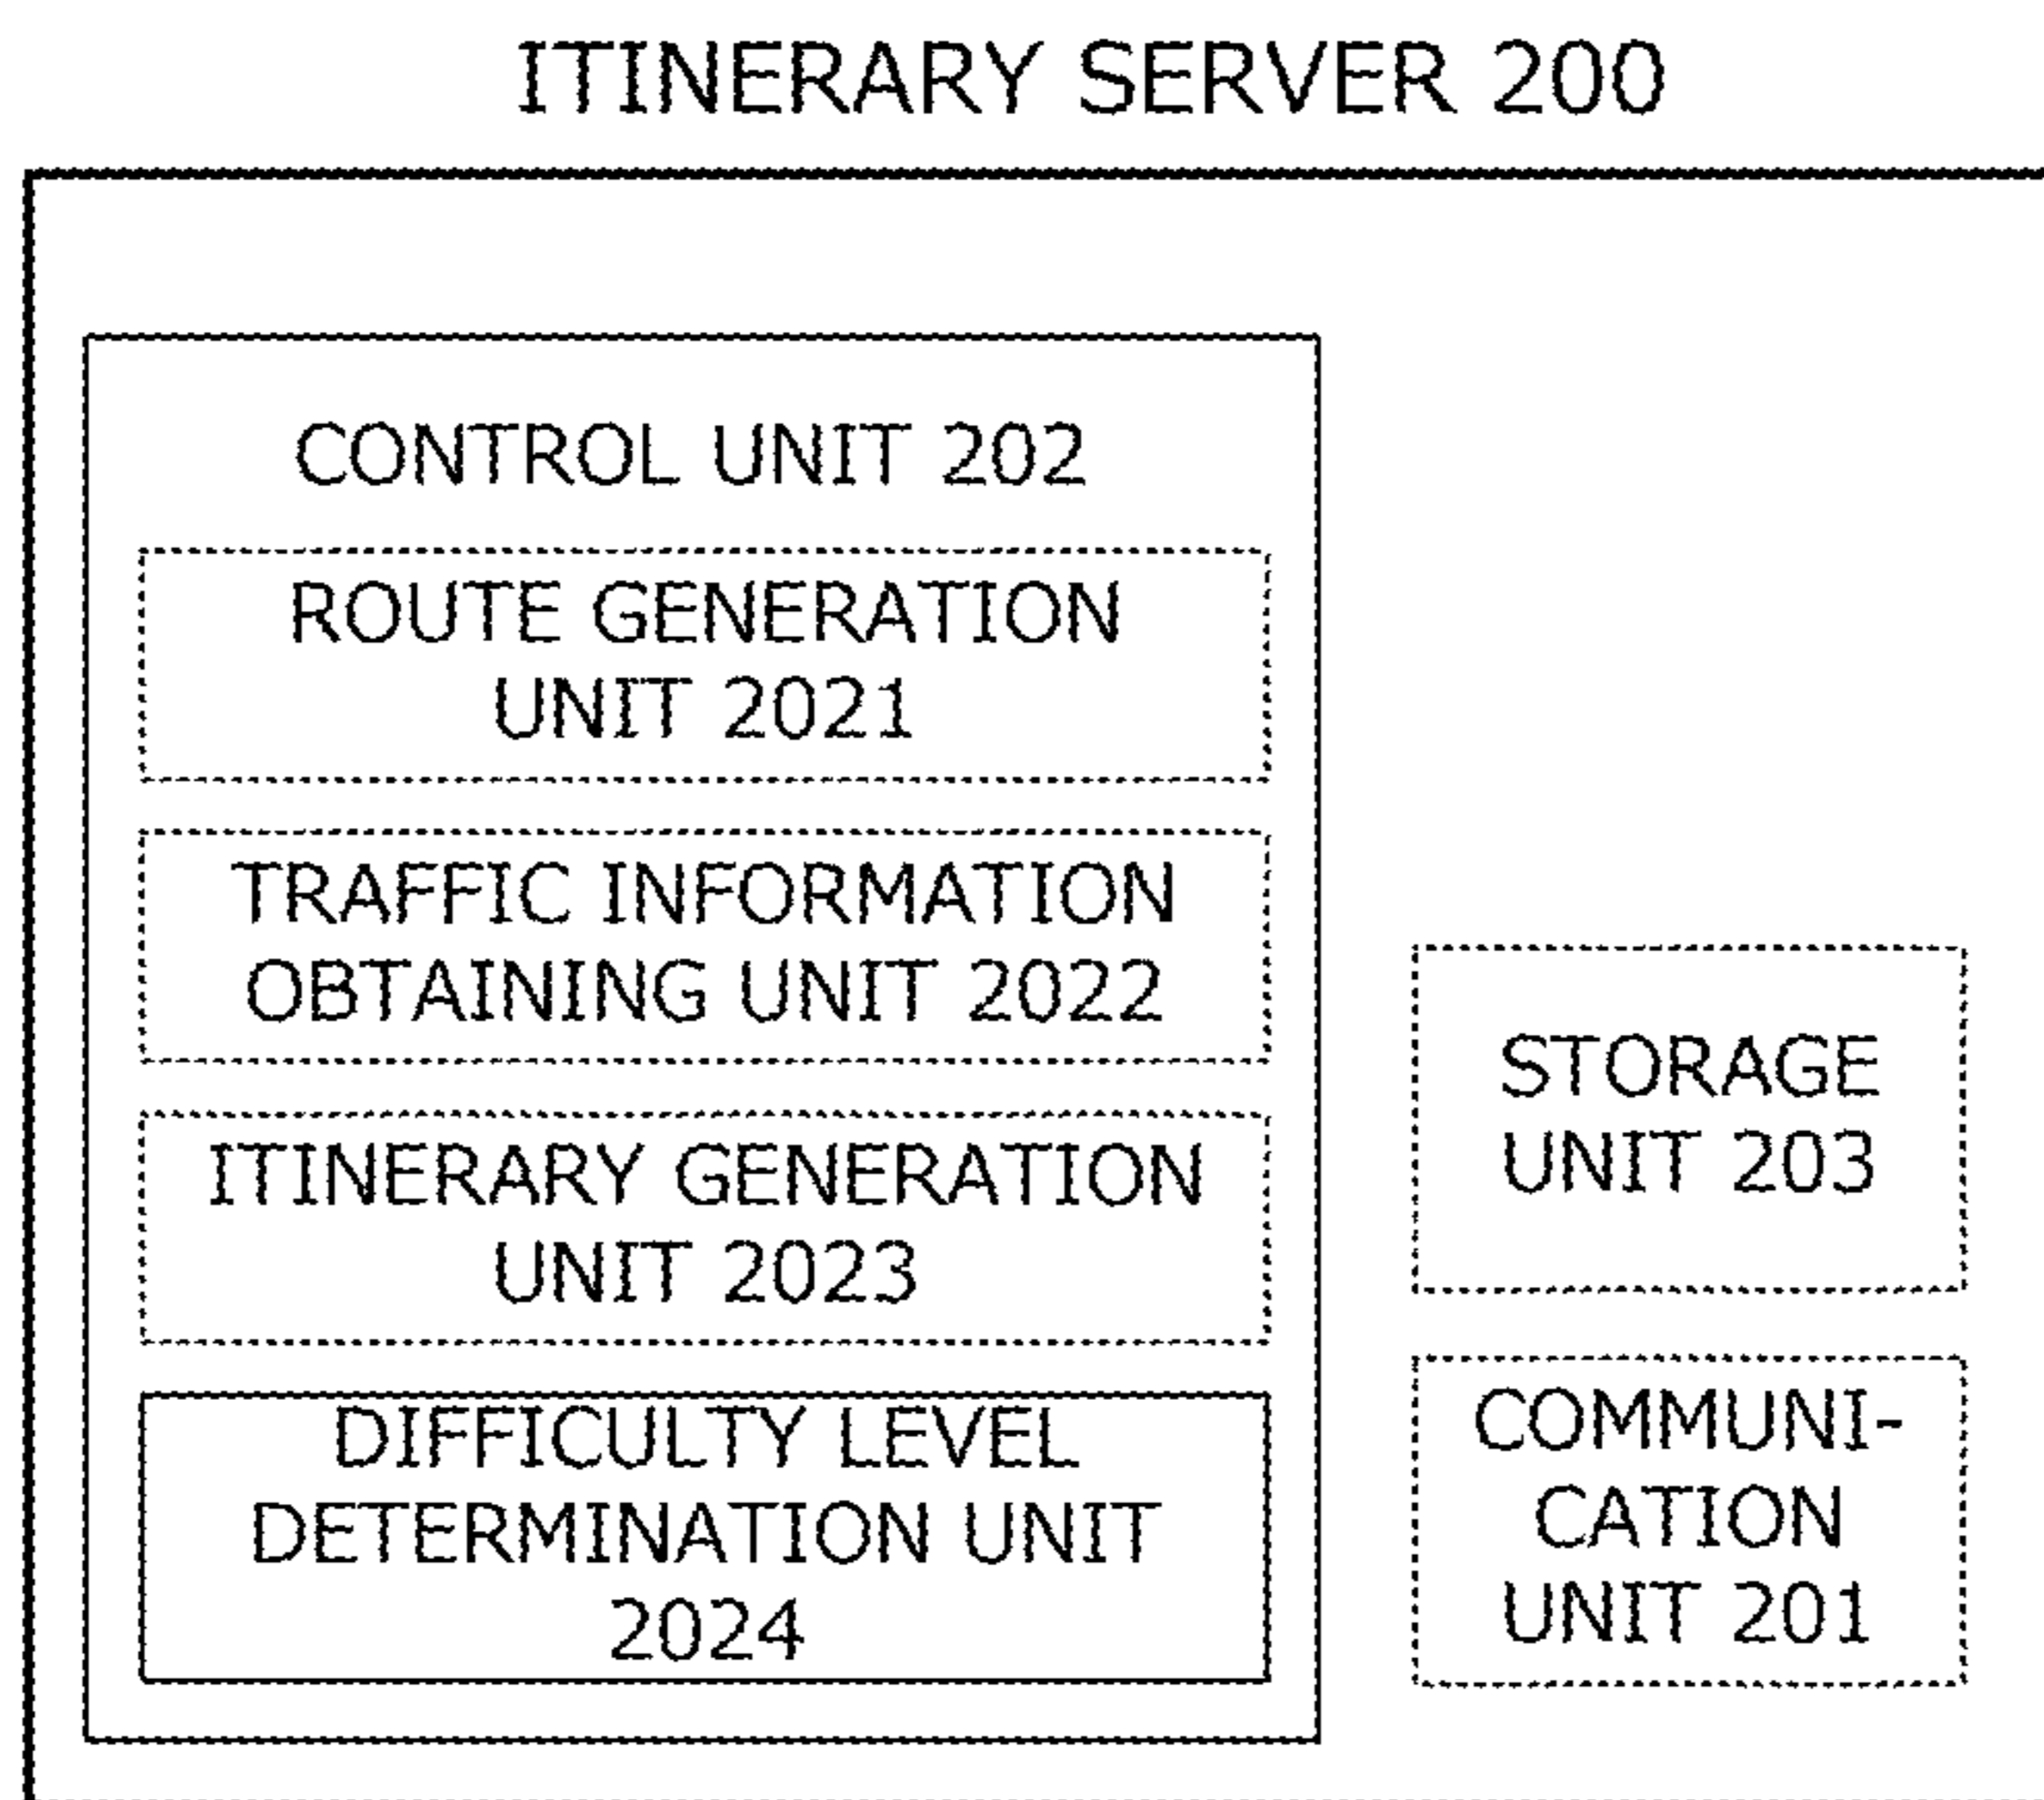 ITINERARY SERVER 200
CONTROL UNIT 202
ROUTE GENERATION
UNIT 2021
TRAFFIC INFORMATION
OBTAINING UNIT 2022
ITINERARY GENERATION
UNIT 2023
DIFFICULTY LEVEL
DETERMINATION UNIT
2024
STORAGE
UNIT 203
COMMUNI-
CATION
UNIT 201